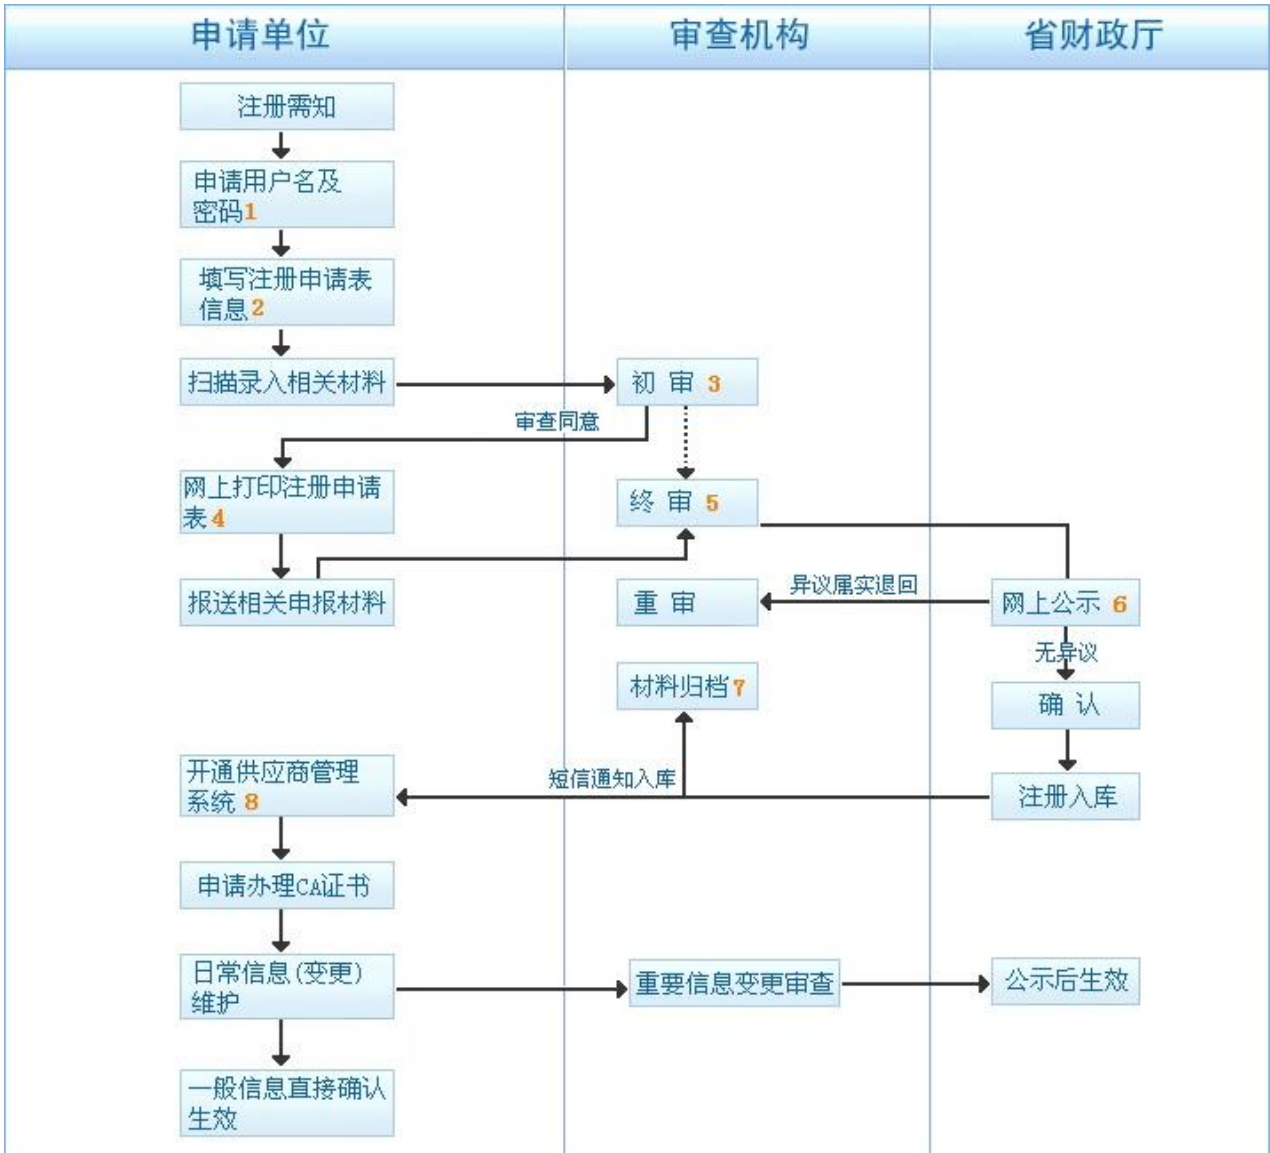 申请单位
审查机构
省财政厅
注册需知
申请用户名及
密码1
填写注册申请表
信息2
扫描录入相关材料
初 审 3
审查同意
网上打印注册申请
表4
终 审 5
报送相关申报材料
重 审
异议属实退回
网上公示 6
无异议
材料归档7
确 认
开通供应商管理
系统 8
短信通知入库
注册入库
申请办理CA证书
日常信息(变更)
维护
重要信息变更审查
公示后生效
一般信息直接确认
生效